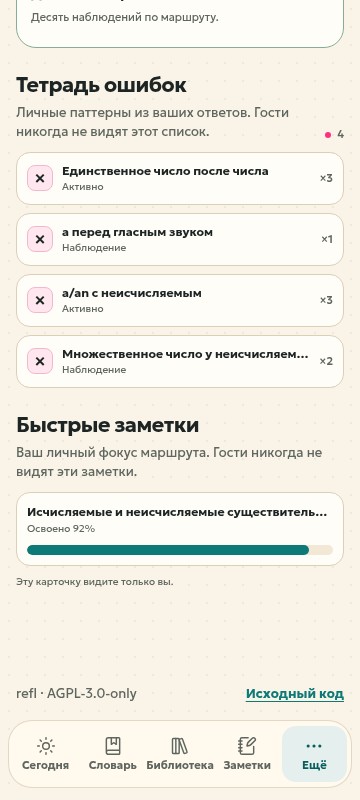 Десять наблюдений по маршруту.
Тетрадь ошибок
Личные паттерны из ваших ответов. Гости
никогда не видят этот список.
4
Единственное число после числа
Активно
×3
a перед гласным звуком
Наблюдение
×1
a/an с неисчисляемым
Активно
×3
Множественное число у неисчисляем…
Наблюдение
×2
Быстрые заметки
Ваш личный фокус маршрута. Гости никогда не
видят эти заметки.
Исчисляемые и неисчисляемые существитель…
Освоено 92%
Эту карточку видите только вы.
refl · AGPL-3.0-only
Исходный код
Сегодня
Словарь
Библиотека
Заметки
Ещё